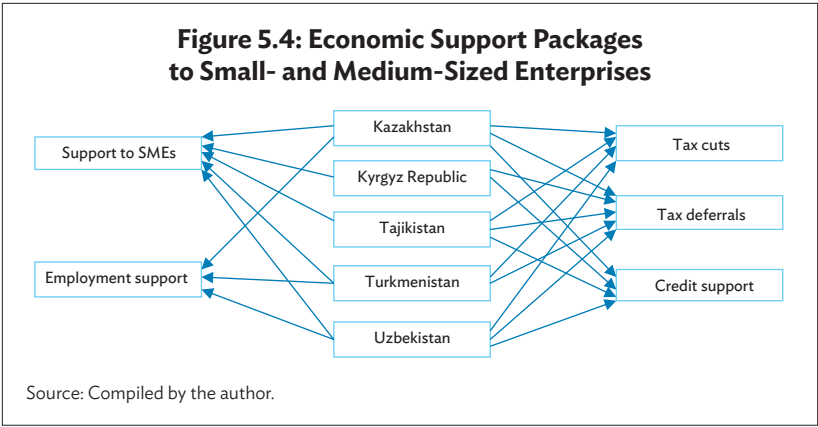 Figure 5.4: Economic Support Packages
to Small- and Medium-Sized Enterprises
Support to SMEs
Employment support
Kazakhstan
Kyrgyz Republic
Tajikistan
Turkmenistan
Uzbekistan
Tax cuts
Tax deferrals
Credit support
Source: Compiled by the author.